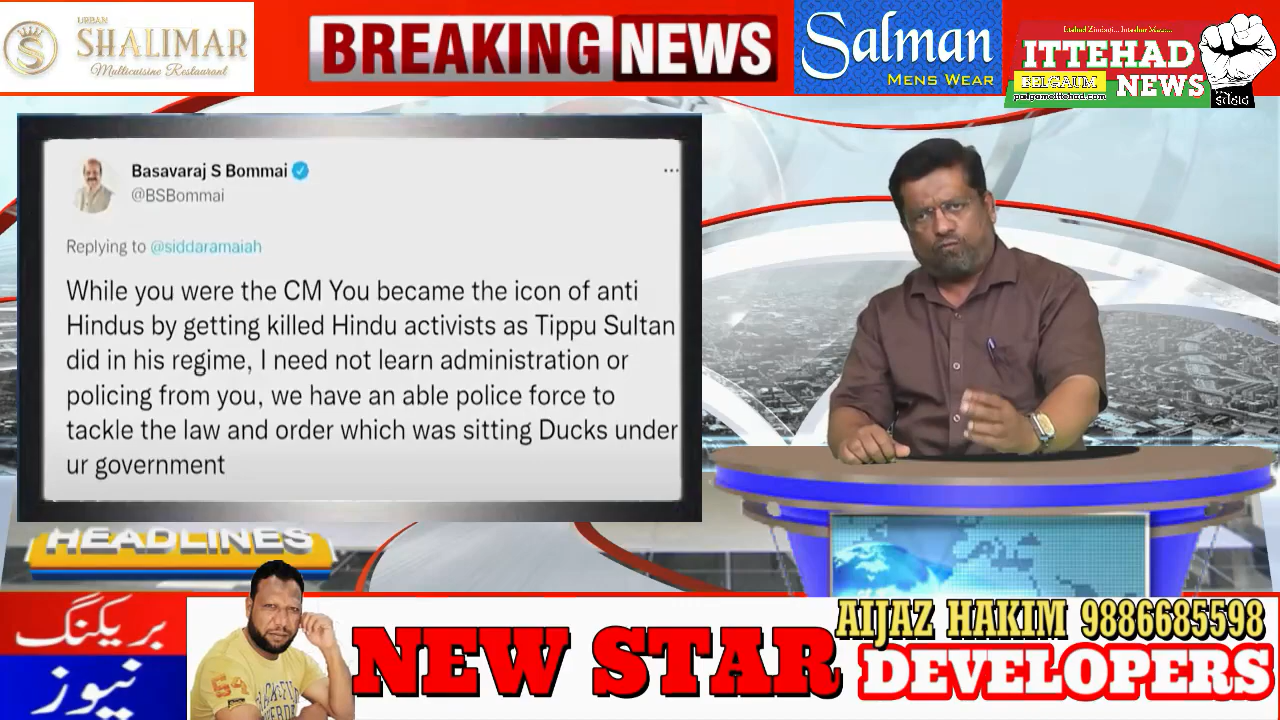 URBAN
SHALIMAR
Multicuisine Restaurant
BREAKING NEWS
Salman
MENS WEAR
Ittehad Zindagi...
ITTEHAD
BELGAUM
NEWS
Basavaraj S Bommai
@BSBommai
Replying to @siddaramaiah
While you were the CM You became the icon of anti
Hindus by getting killed Hindu activists as Tippu Sultan
did in his regime, I need not learn administration or
policing from you, we have an able police force to
tackle the law and order which was sitting Ducks under
ur government
HEADLINES
بریکنگ
نیوز
NEW STAR
AIJAZ HAKIM 9886685598
DEVELOPERS